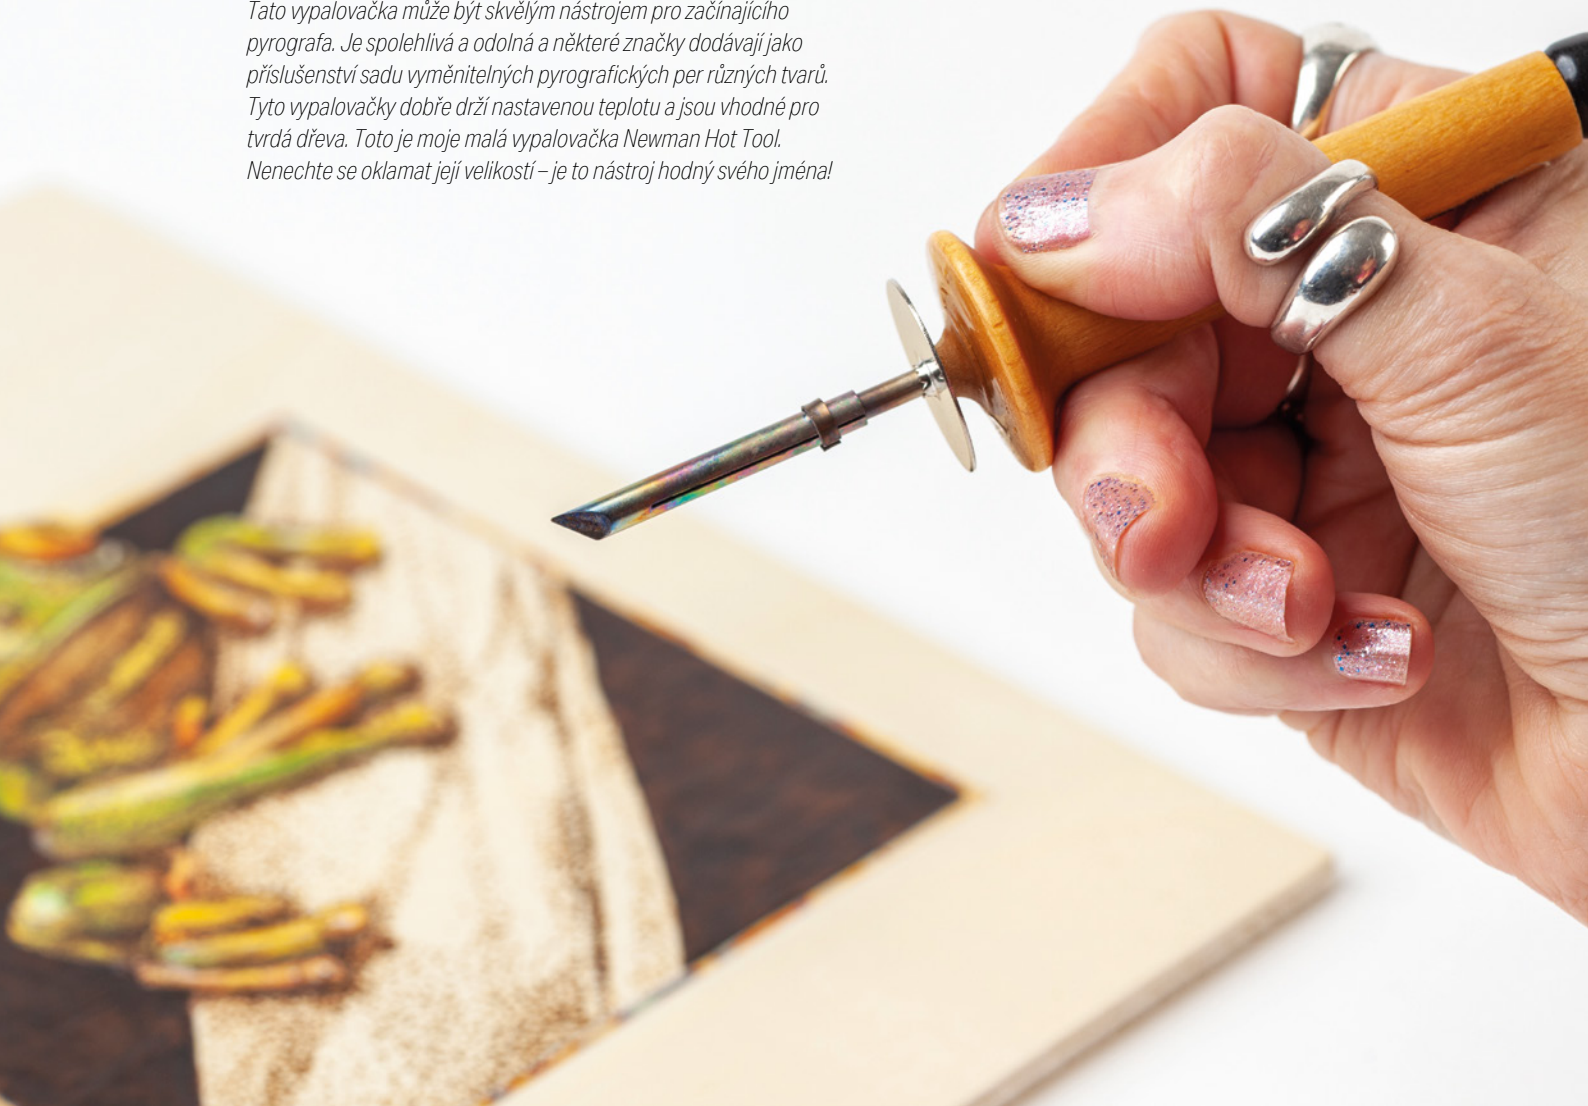 Tato vypalovačka může být skvělým nástrojem pro začínajícího
pyrografa. Je spolehlivá a odolná a některé značky dodávají jako
příslušenství sadu vyměnitelných pyrografických per různých tvarů.
Tyto vypalovačky dobře drží nastavenou teplotu a jsou vhodné pro
tvrdá dřeva. Toto je moje malá vypalovačka Newman Hot Tool.
Nenechte se oklamat její velikostí – je to nástroj hodný svého jména!